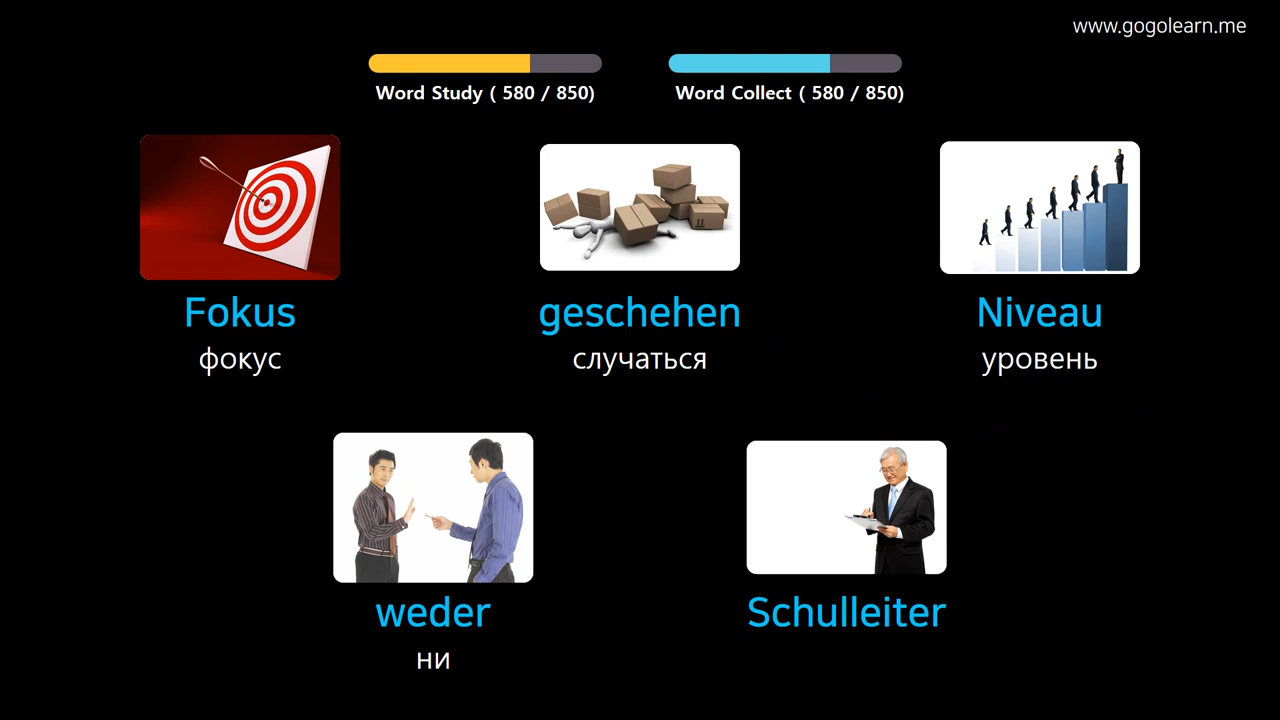 www.gogolearn.me
Word Study ( 580 / 850)
Word Collect ( 580 / 850)
Fokus
фокус
geschehen
случаться
Niveau
уровень
weder
ни
Schulleiter